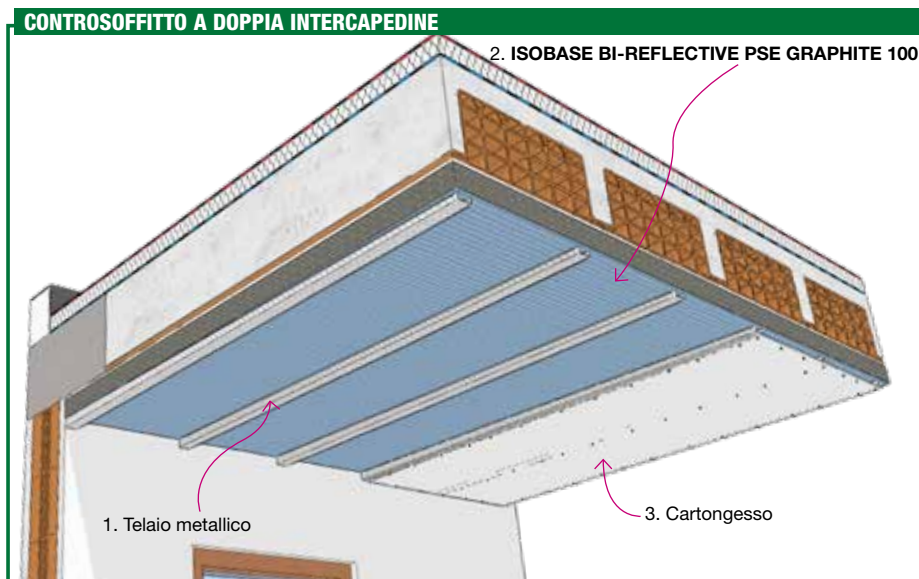 CONTROSOFFITTO A DOPPIA INTERCAPEDINE
2. ISOBASE BI-REFLECTIVE PSE GRAPHITE 100
1. Telaio metallico
3. Cartongesso